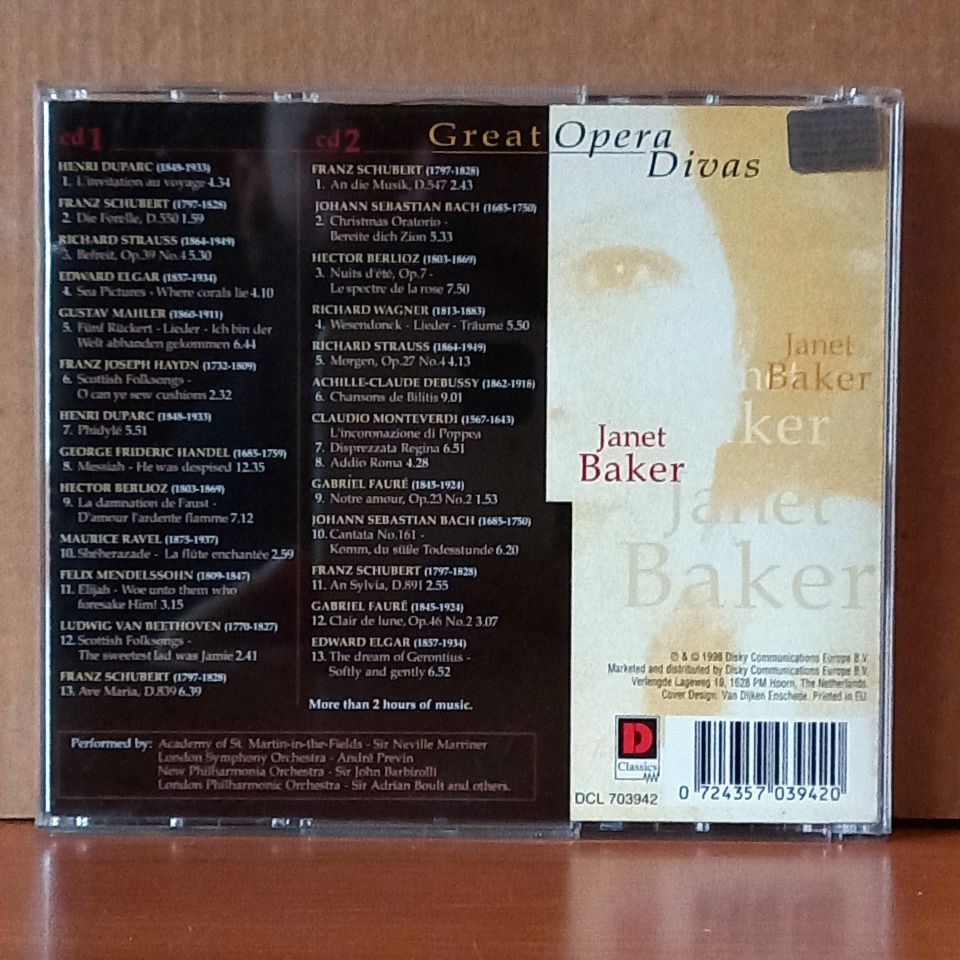 cd 1
HENRI DUPARC (1848-1933)
1. L'invitation au voyage 4.34
FRANZ SCHUBERT (1797-1828)
2. Die Forelle, D.550 1.59
RICHARD STRAUSS (1864-1949)
3. Befreit, Op.39 No.4 5.30
EDWARD ELGAR (1857-1934)
4. Sea Pictures - Where corals lie 4.10
GUSTAV MAHLER (1860-1911)
5. Fünf Rückert - Lieder - Ich bin der
Welt abhanden gekommen 6.44
FRANZ JOSEPH HAYDN (1732-1809)
6. Scottish Folksongs -
O can ye sew cushions 2.32
HENRI DUPARC (1848-1933)
7. Phidylé 5.51
GEORGE FRIDERIC HANDEL (1685-1759)
8. Messiah - He was despised 12.35
HECTOR BERLIOZ (1803-1869)
9. La damnation de Faust -
D'amour l'ardente flamme 7.12
MAURICE RAVEL (1875-1937)
10. Shéherazade - La flûte enchantée 2.59
FELIX MENDELSSOHN (1809-1847)
11. Elijah - Woe unto them who
foresake Him! 3.15
LUDWIG VAN BEETHOVEN (1770-1827)
12. Scottish Folksongs -
The sweetest lad was Jamie 2.41
FRANZ SCHUBERT (1797-1828)
13. Ave Maria, D.839 6.39
cd 2
FRANZ SCHUBERT (1797-1828)
1. An die Musik, D.547 2.43
JOHANN SEBASTIAN BACH (1685-1750)
2. Christmas Oratorio -
Bereite dich Zion 5.33
HECTOR BERLIOZ (1803-1869)
3. Nuits d'été, Op.7 -
Le spectre de la rose 7.50
RICHARD WAGNER (1813-1883)
4. Wesendonck - Lieder - Träume 5.50
RICHARD STRAUSS (1864-1949)
5. Morgen, Op.27 No.4 4.13
ACHILLE-CLAUDE DEBUSSY (1862-1918)
6. Chansons de Bilitis 9.01
CLAUDIO MONTEVERDI (1567-1643)
L'incoronazione di Poppea
7. Disprezzata Regina 6.51
8. Addio Roma 4.28
GABRIEL FAURÉ (1845-1924)
9. Notre amour, Op.23 No.2 1.53
JOHANN SEBASTIAN BACH (1685-1750)
10. Cantata No.161 -
Komm, du süße Todesstunde 6.20
FRANZ SCHUBERT (1797-1828)
11. An Sylvia, D.891 2.55
GABRIEL FAURÉ (1845-1924)
12. Clair de lune, Op.46 No.2 3.07
EDWARD ELGAR (1857-1934)
13. The dream of Gerontius -
Softly and gently 6.52
More than 2 hours of music.
Performed by: Academy of St. Martin-in-the-Fields - Sir Neville Marriner
London Symphony Orchestra - André Previn
New Philharmonia Orchestra - Sir John Barbirolli
London Philharmonic Orchestra - Sir Adrian Boult and others.
Great Opera
Divas
Janet
Baker
net
aker
Janet
Baker
Janet
Baker
℗ & © 1998 Disky Communications Europe B.V.
Marketed and distributed by Disky Communications Europe B.V.
Verlengde Lageweg 19, 1628 PM Hoorn, The Netherlands.
Cover Design: Van Dijken Enschede. Printed in EU
D
Classics
DCL 703942
0 724357 039420